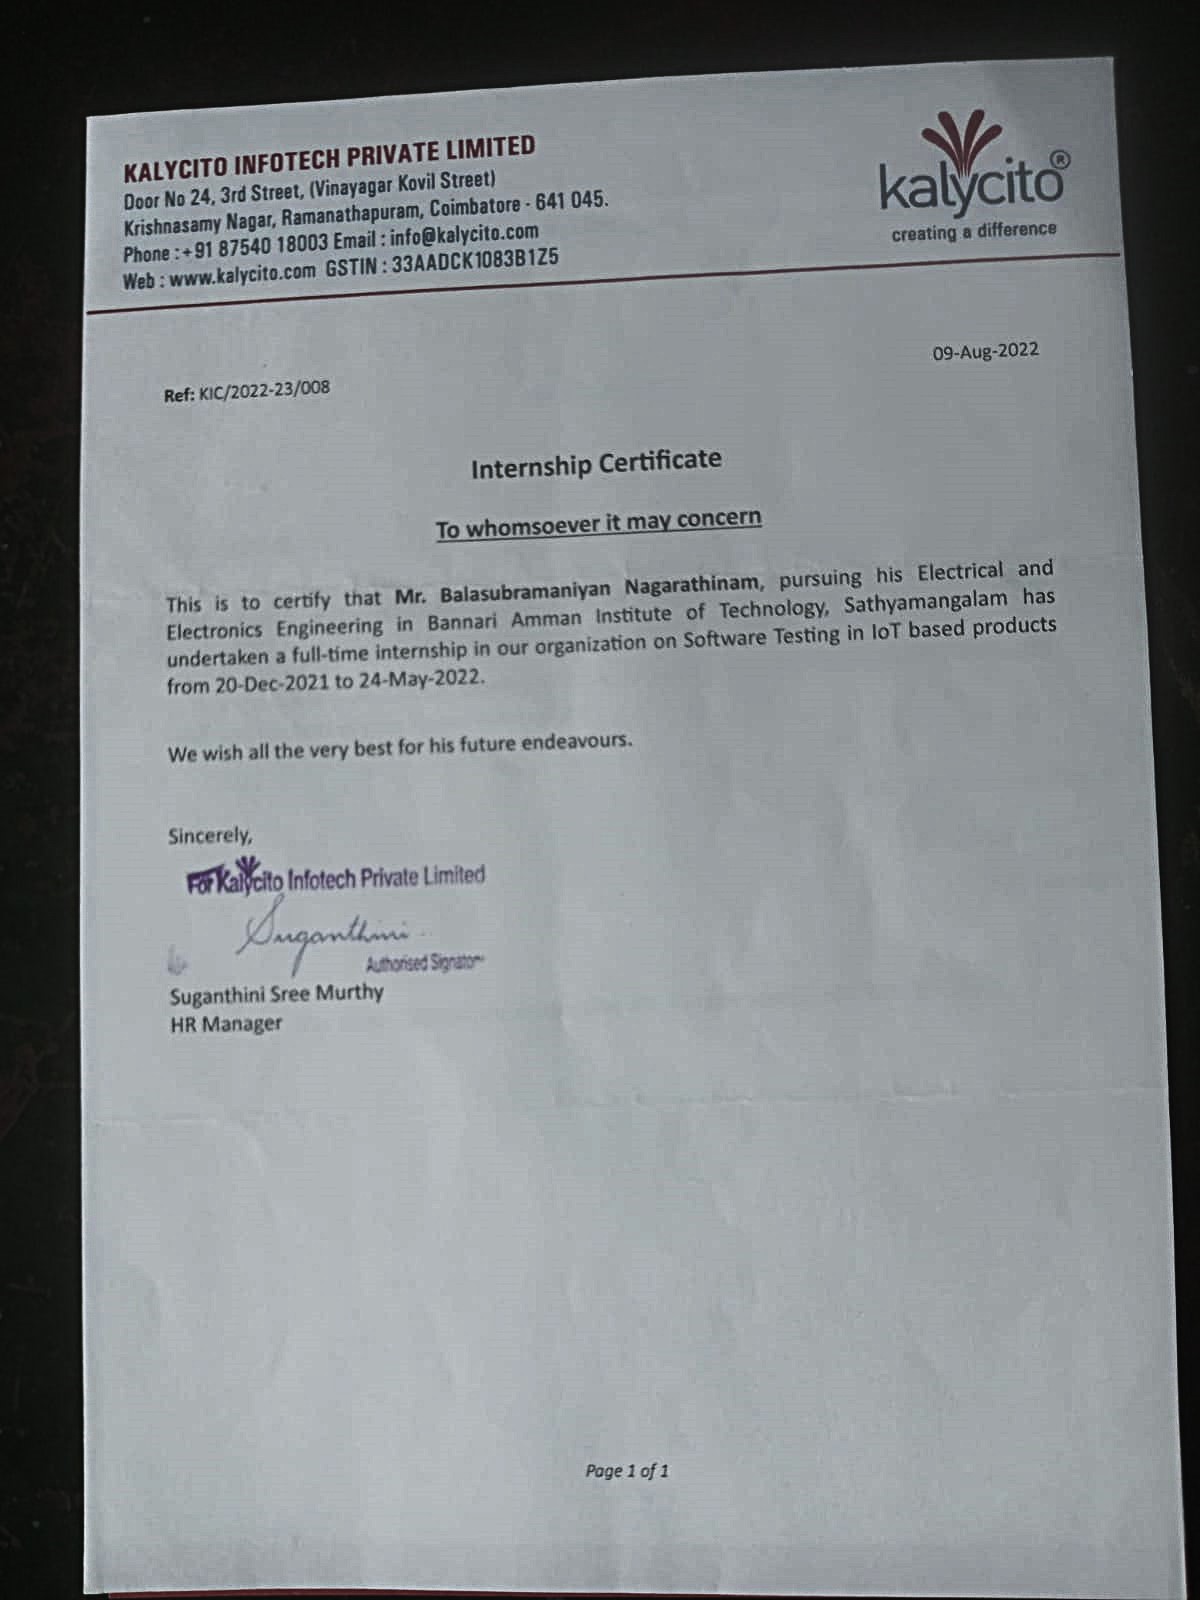 KALYCITO INFOTECH PRIVATE LIMITED
Door No 24, 3rd Street, (Vinayagar Kovil Street)
Krishnasamy Nagar, Ramanathapuram, Coimbatore - 641 045.
Phone : +91 87540 18003 Email : info@kalycito.com
Web : www.kalycito.com GSTIN : 33AADCK1083B1Z5
kalycito®
creating a difference
09-Aug-2022
Ref: KIC/2022-23/008
Internship Certificate
To whomsoever it may concern
This is to certify that Mr. Balasubramaniyan Nagarathinam, pursuing his Electrical and
Electronics Engineering in Bannari Amman Institute of Technology, Sathyamangalam has
undertaken a full-time internship in our organization on Software Testing in IoT based products
from 20-Dec-2021 to 24-May-2022.
We wish all the very best for his future endeavours.
Sincerely,
For Kalycito Infotech Private Limited
Suganthini
Authorised Signatory
Suganthini Sree Murthy
HR Manager
Page 1 of 1